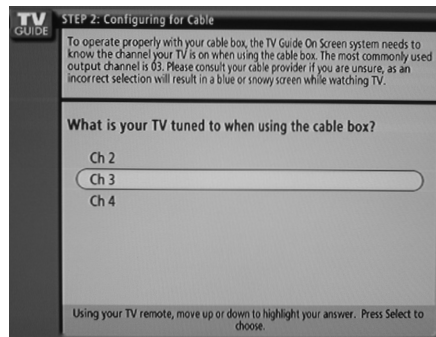 TV
GUIDE
STEP 2: Configuring for Cable
To operate properly with your cable box, the TV Guide On Screen system needs to
know the channel your TV is on when using the cable box. The most commonly used
output channel is 03. Please consult your cable provider if you are unsure, as an
incorrect selection will result in a blue or snowy screen while watching TV.
What is your TV tuned to when using the cable box?
Ch 2
Ch 3
Ch 4
Using your TV remote, move up or down to highlight your answer. Press Select to
choose.